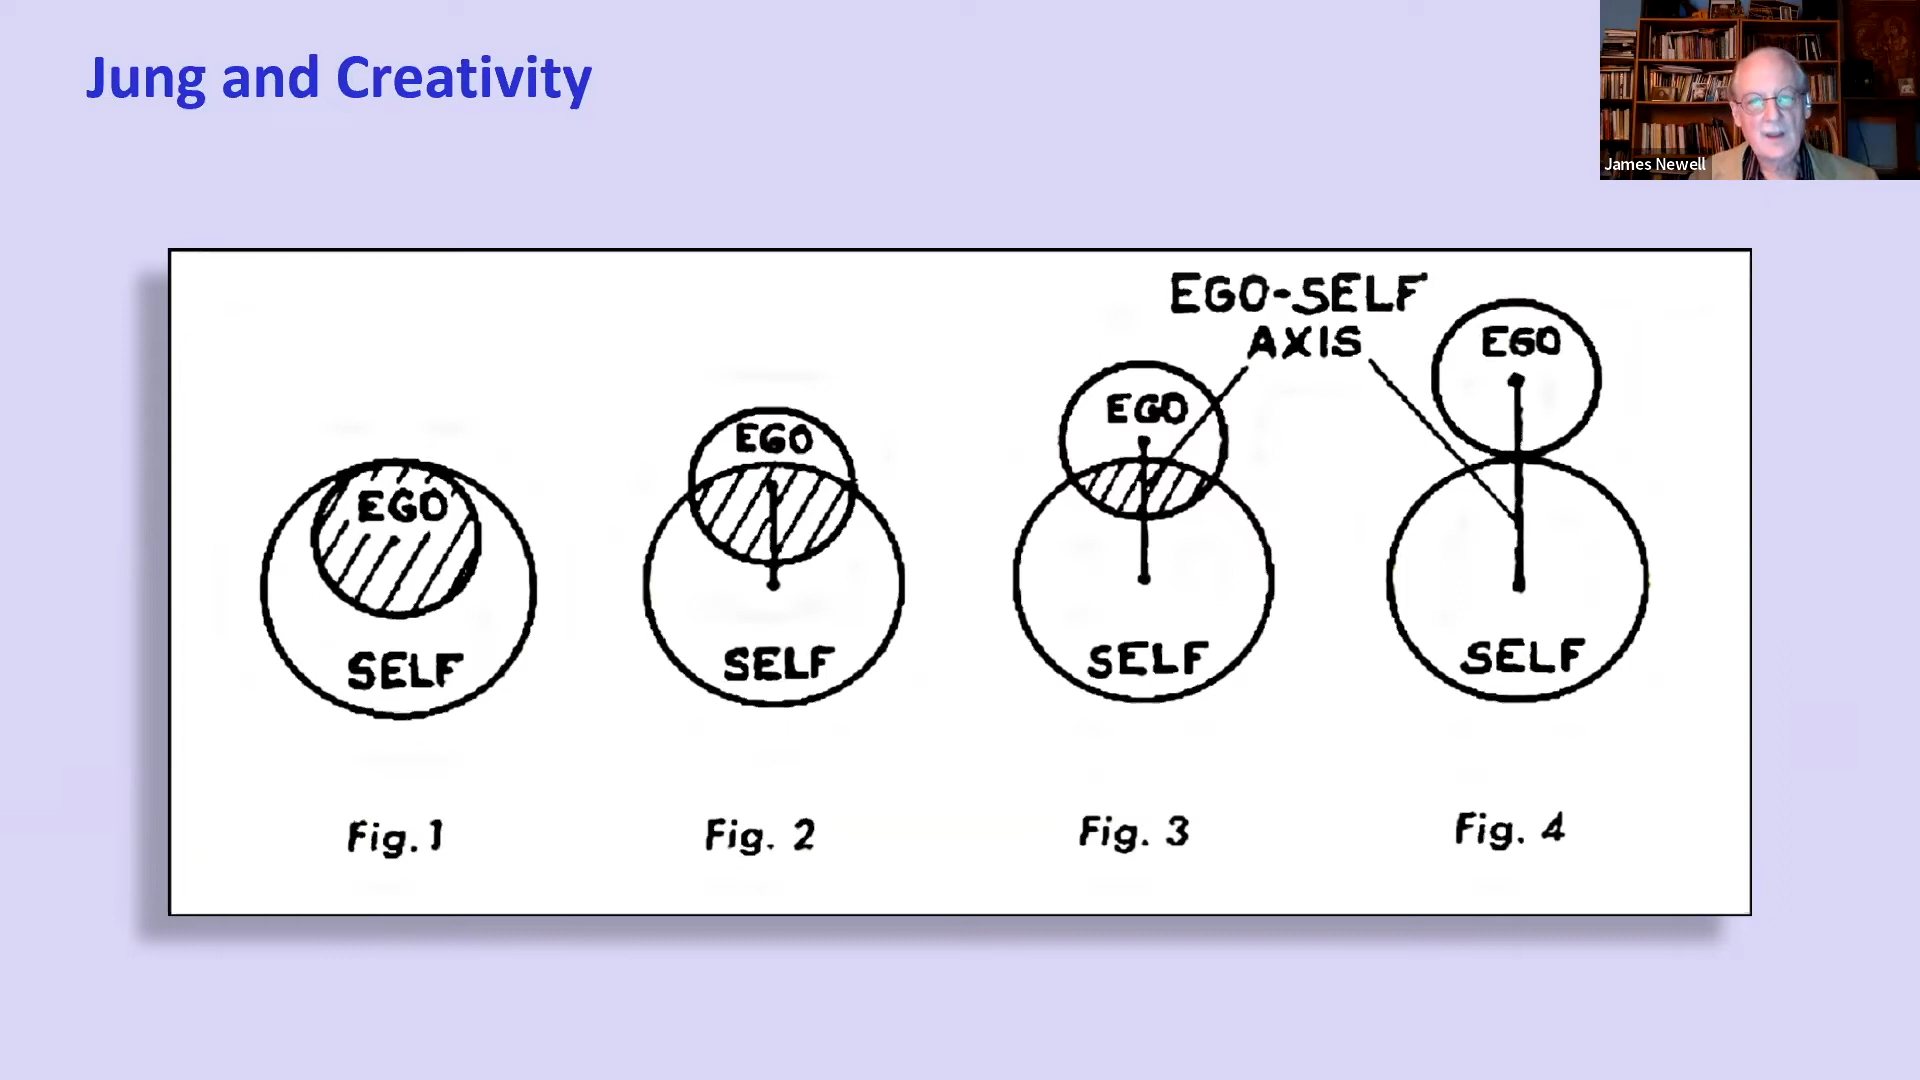 Jung and Creativity
James Newell
EGO-SELF
AXIS
EGO
SELF
EGO
SELF
EGO
SELF
EGO
SELF
Fig. 1
Fig. 2
Fig. 3
Fig. 4